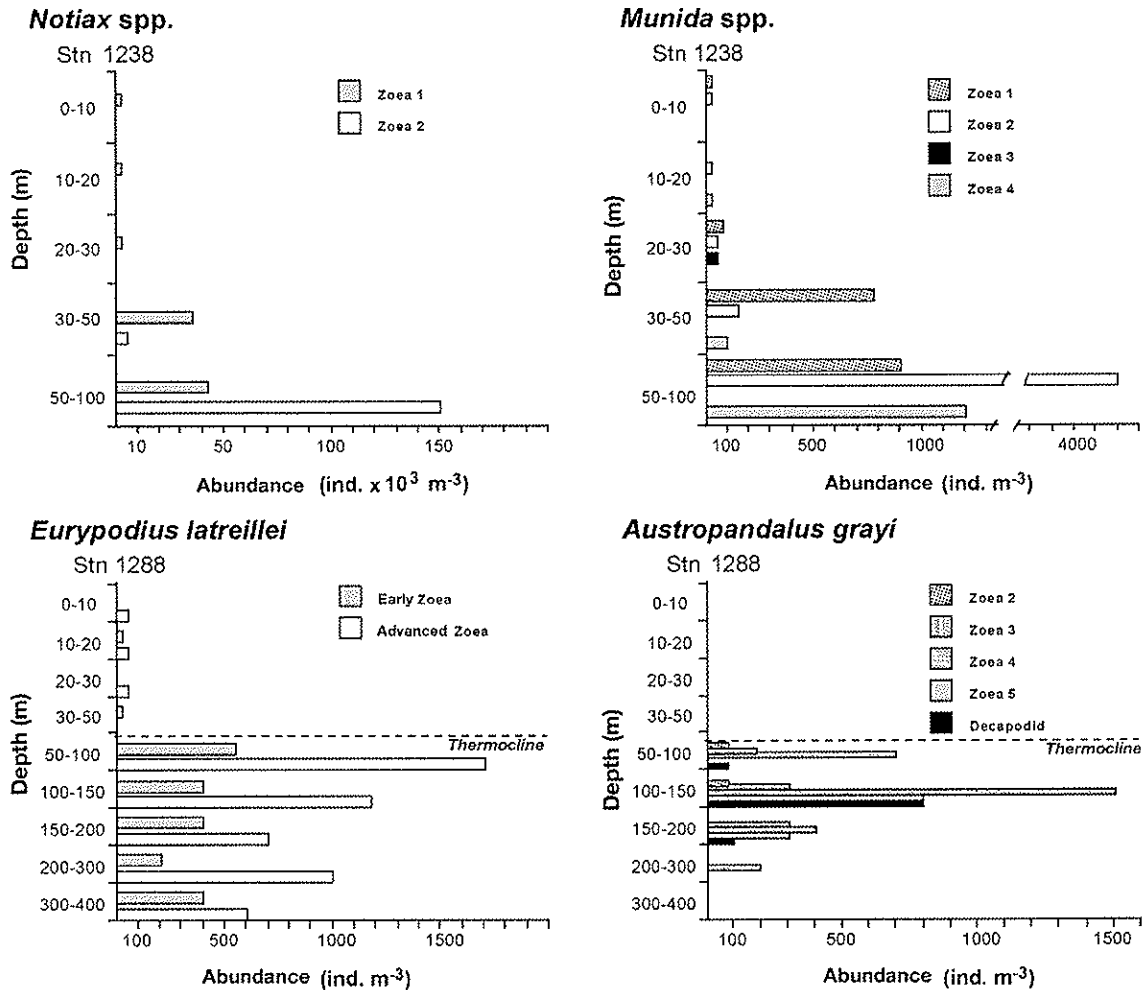 Notiax spp.
Stn 1238
Zoea 1
Zoea 2
Depth (m)
0-10
10-20
20-30
30-50
50-100
10 50 100 150
Abundance (ind. x 10³ m⁻³)
Munida spp.
Stn 1238
Zoea 1
Zoea 2
Zoea 3
Zoea 4
Depth (m)
0-10
10-20
20-30
30-50
50-100
100 500 1000 4000
Abundance (ind. m⁻³)
Eurypodius latreillei
Stn 1288
Early Zoea
Advanced Zoea
Depth (m)
0-10
10-20
20-30
30-50
Thermocline
50-100
100-150
150-200
200-300
300-400
100 500 1000 1500
Abundance (ind. m⁻³)
Austropandalus grayi
Stn 1288
Zoea 2
Zoea 3
Zoea 4
Zoea 5
Decapodid
Depth (m)
0-10
10-20
20-30
30-50
Thermocline
50-100
100-150
150-200
200-300
300-400
100 500 1000 1500
Abundance (ind. m⁻³)